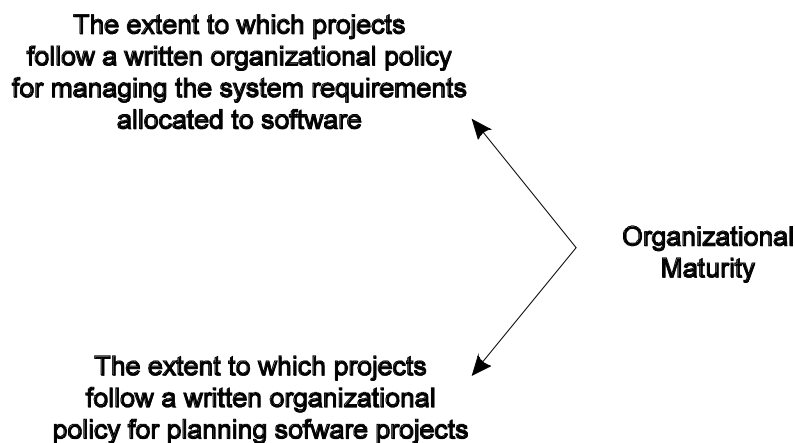 The extent to which projects
follow a written organizational policy
for managing the system requirements
allocated to software
Organizational
Maturity
The extent to which projects
follow a written organizational
policy for planning sofware projects